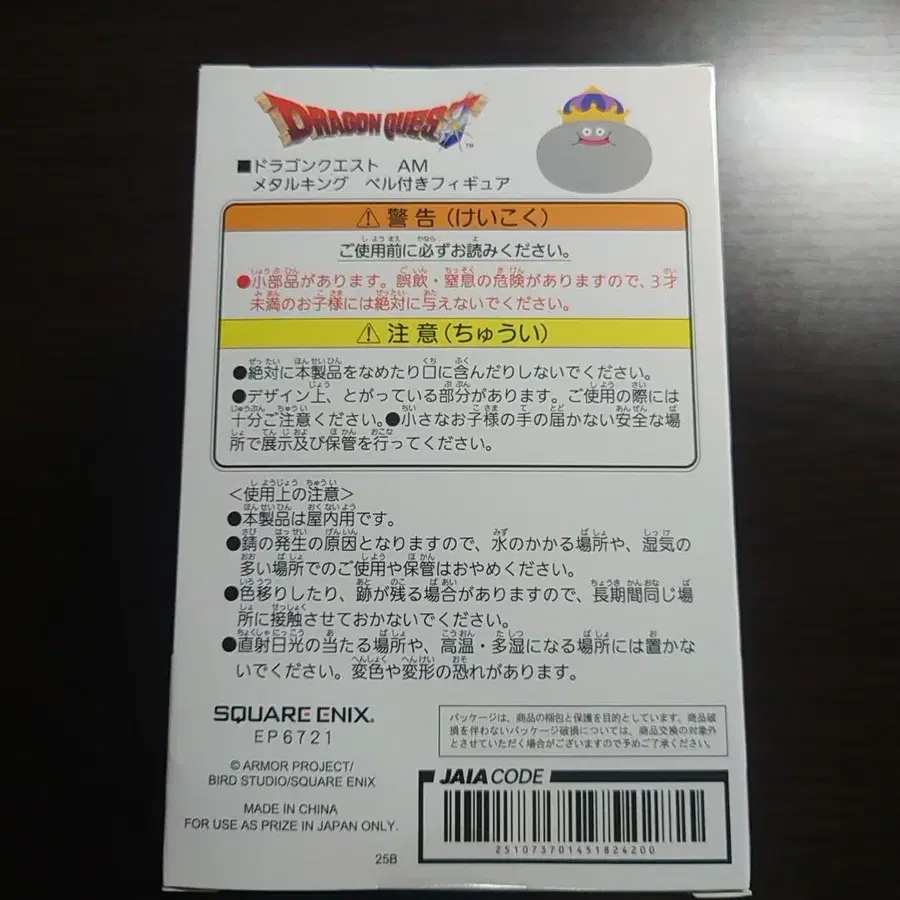 DRAGON QUEST TM
■ドラゴンクエスト AM
メタルキング ベル付きフィギュア
⚠警告(けいこく)
ご使用前に必ずお読みください。
●小部品があります。誤飲・窒息の危険がありますので、3才
未満のお子様には絶対に与えないでください。
⚠注意(ちゅうい)
●絶対に本製品をなめたり口に含んだりしないでください。
●デザイン上、とがっている部分があります。ご使用の際には
十分ご注意ください。●小さなお子様の手の届かない安全な場
所で展示及び保管を行ってください。
<使用上の注意>
●本製品は屋内用です。
●錆の発生の原因となりますので、水のかかる場所や、湿気の
多い場所でのご使用や保管はおやめください。
●色移りしたり、跡が残る場合がありますので、長期間同じ場
所に接触させておかないでください。
●直射日光の当たる場所や、高温・多湿になる場所には置かな
いでください。変色や変形の恐れがあります。
SQUARE ENIX.
EP6721
© ARMOR PROJECT/
BIRD STUDIO/SQUARE ENIX
MADE IN CHINA
FOR USE AS PRIZE IN JAPAN ONLY.
25B
パッケージは、商品の梱包と保護を目的としています。商品破
損を伴わないパッケージ破損については、商品交換の対象外
とさせていただく場合がございますので予めご了承ください。
JAIA CODE
251073701451824200